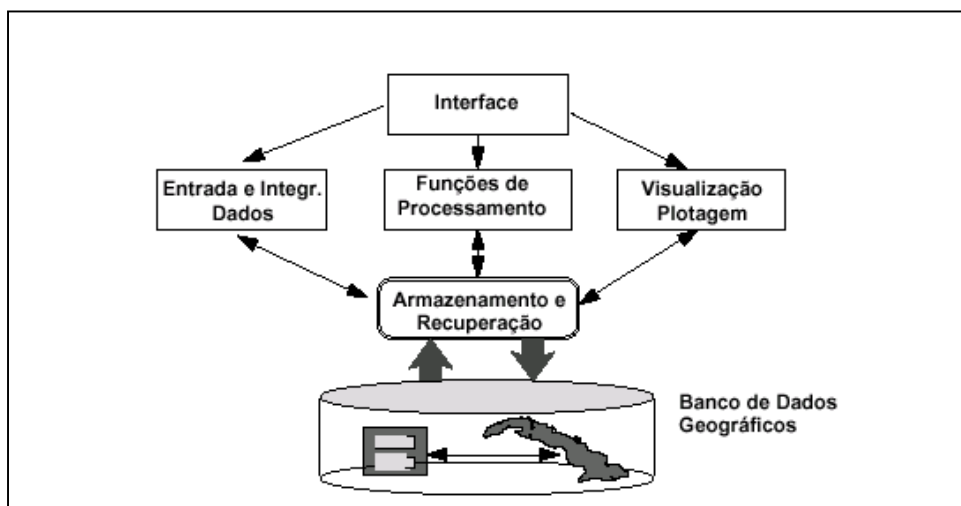 Interface
Entrada e Integr.
Dados
Funções de
Processamento
Visualização
Plotagem
Armazenamento e
Recuperação
Banco de Dados
Geográficos